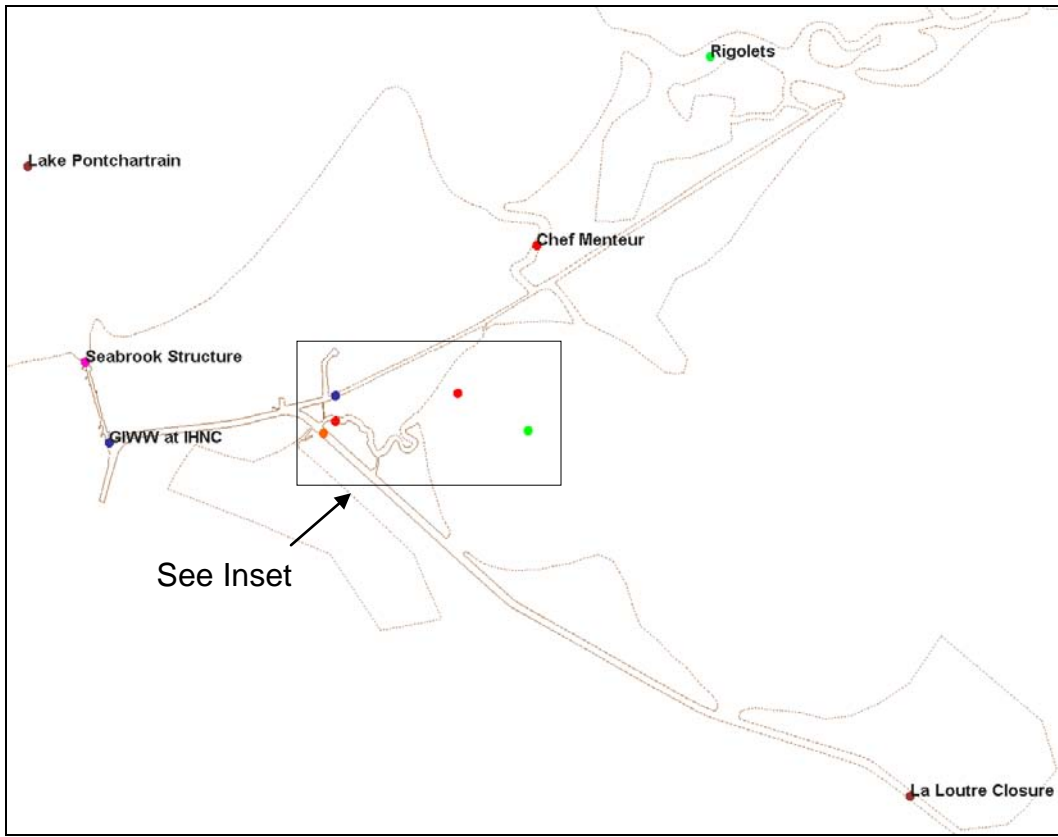 Rigolets
Lake Pontchartrain
Chef Menteur
Seabrook Structure
GIWW at IHNC
See Inset
La Loutre Closure